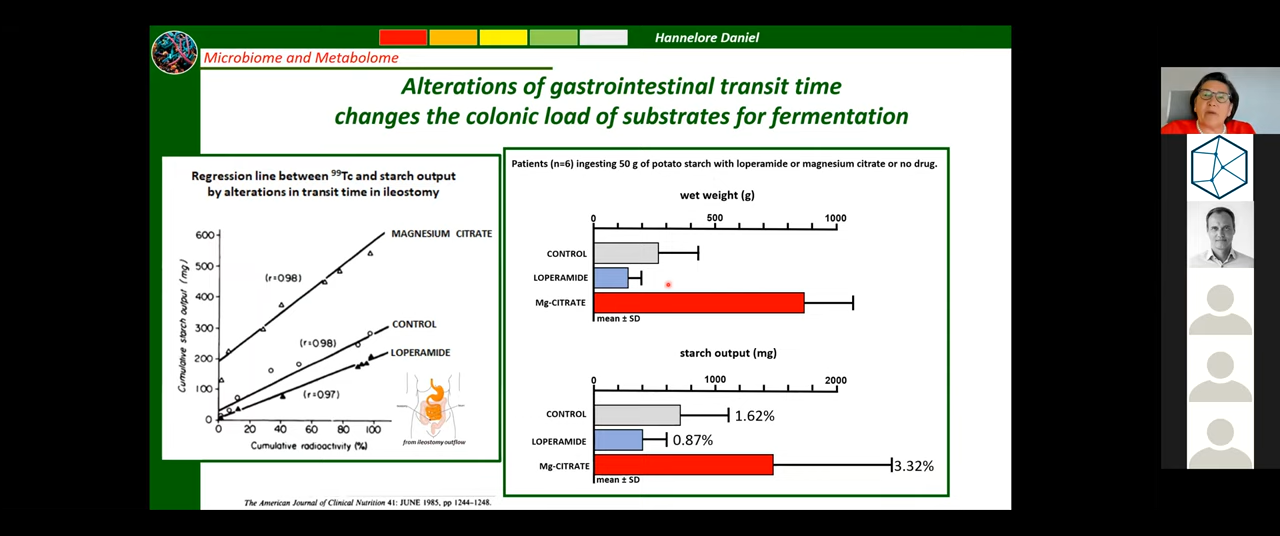 Hannelore Daniel
Microbiome and Metabolome
Alterations of gastrointestinal transit time
changes the colonic load of substrates for fermentation
Regression line between ⁹⁹Tc and starch output
by alterations in transit time in ileostomy
600
500
400
300
200
100
0
Cumulative starch output (mg)
MAGNESIUM CITRATE
(r=098)
CONTROL
(r=098)
LOPERAMIDE
(r=097)
0 20 40 60 80 100
Cumulative radioactivity (%)
from ileostomy outflow
The American Journal of Clinical Nutrition 41: JUNE 1985, pp 1244-1248.
Patients (n=6) ingesting 50 g of potato starch with loperamide or magnesium citrate or no drug.
wet weight (g)
0 500 1000
CONTROL
LOPERAMIDE
Mg-CITRATE
mean ± SD
starch output (mg)
0 1000 2000
CONTROL 1.62%
LOPERAMIDE 0.87%
Mg-CITRATE 3.32%
mean ± SD